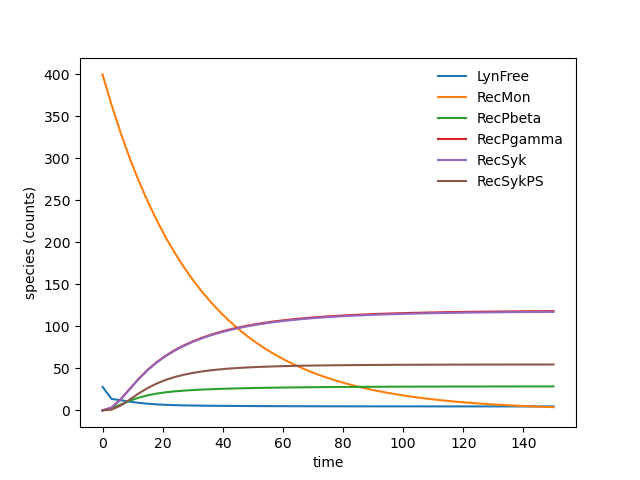 400
350
300
250
200
150
100
50
0
species (counts)
LynFree
RecMon
RecPbeta
RecPgamma
RecSyk
RecSykPS
0 20 40 60 80 100 120 140
time